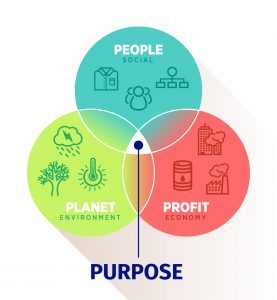 PEOPLE
SOCIAL
PLANET
ENVIRONMENT
PROFIT
ECONOMY
PURPOSE